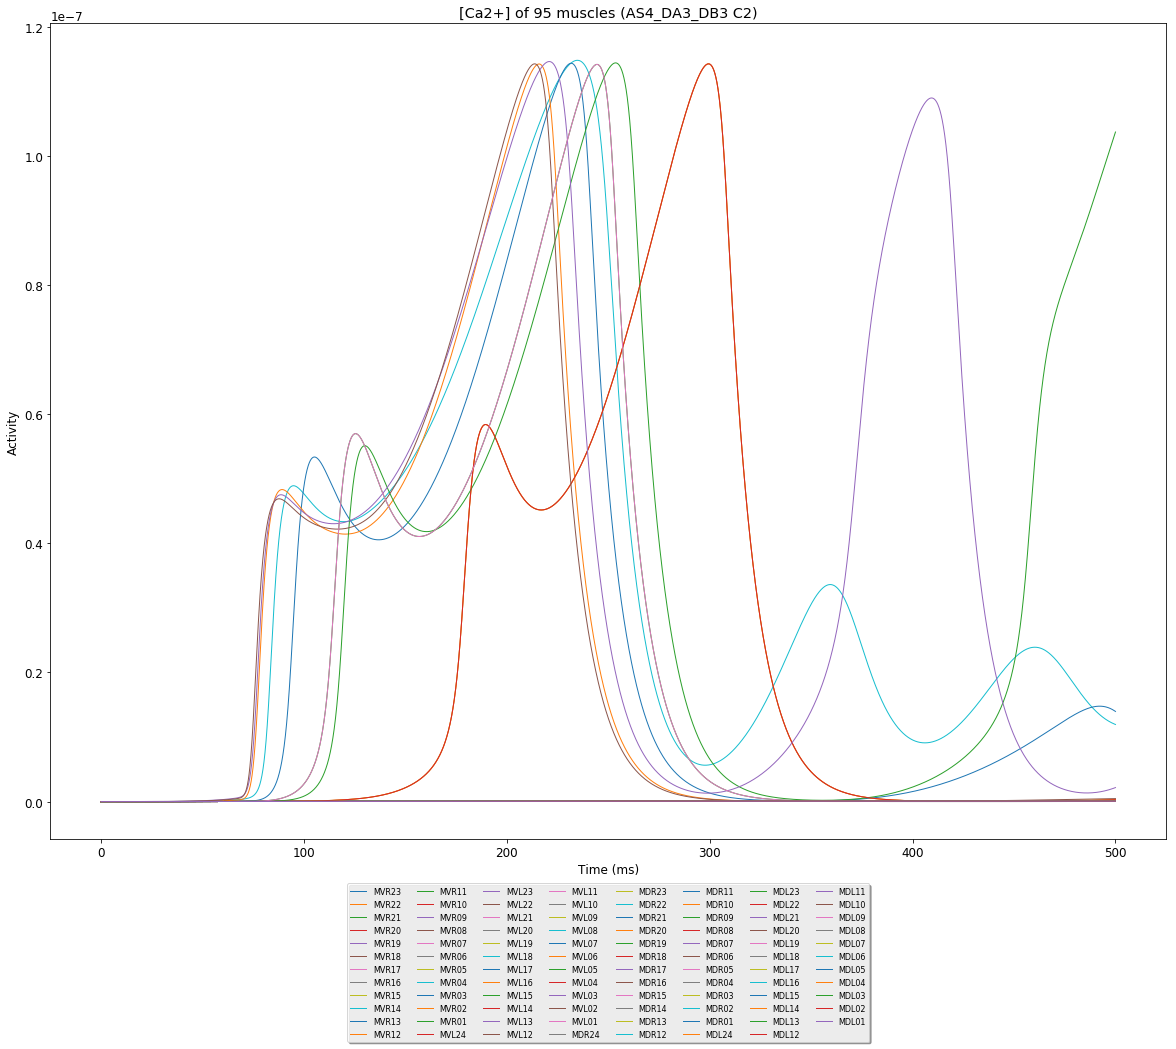 [Ca2+] of 95 muscles (AS4_DA3_DB3 C2)
1e−7
1.2
1.0
0.8
0.6
0.4
0.2
0.0
Activity
0 100 200 300 400 500
Time (ms)
MVR23 MVR11 MVL23 MVL11 MDR23 MDR11 MDL23 MDL11
MVR22 MVR10 MVL22 MVL10 MDR22 MDR10 MDL22 MDL10
MVR21 MVR09 MVL21 MVL09 MDR21 MDR09 MDL21 MDL09
MVR20 MVR08 MVL20 MVL08 MDR20 MDR08 MDL20 MDL08
MVR19 MVR07 MVL19 MVL07 MDR19 MDR07 MDL19 MDL07
MVR18 MVR06 MVL18 MVL06 MDR18 MDR06 MDL18 MDL06
MVR17 MVR05 MVL17 MVL05 MDR17 MDR05 MDL17 MDL05
MVR16 MVR04 MVL16 MVL04 MDR16 MDR04 MDL16 MDL04
MVR15 MVR03 MVL15 MVL03 MDR15 MDR03 MDL15 MDL03
MVR14 MVR02 MVL14 MVL02 MDR14 MDR02 MDL14 MDL02
MVR13 MVR01 MVL13 MVL01 MDR13 MDR01 MDL13 MDL01
MVR12 MVL24 MVL12 MDR24 MDR12 MDL24 MDL12